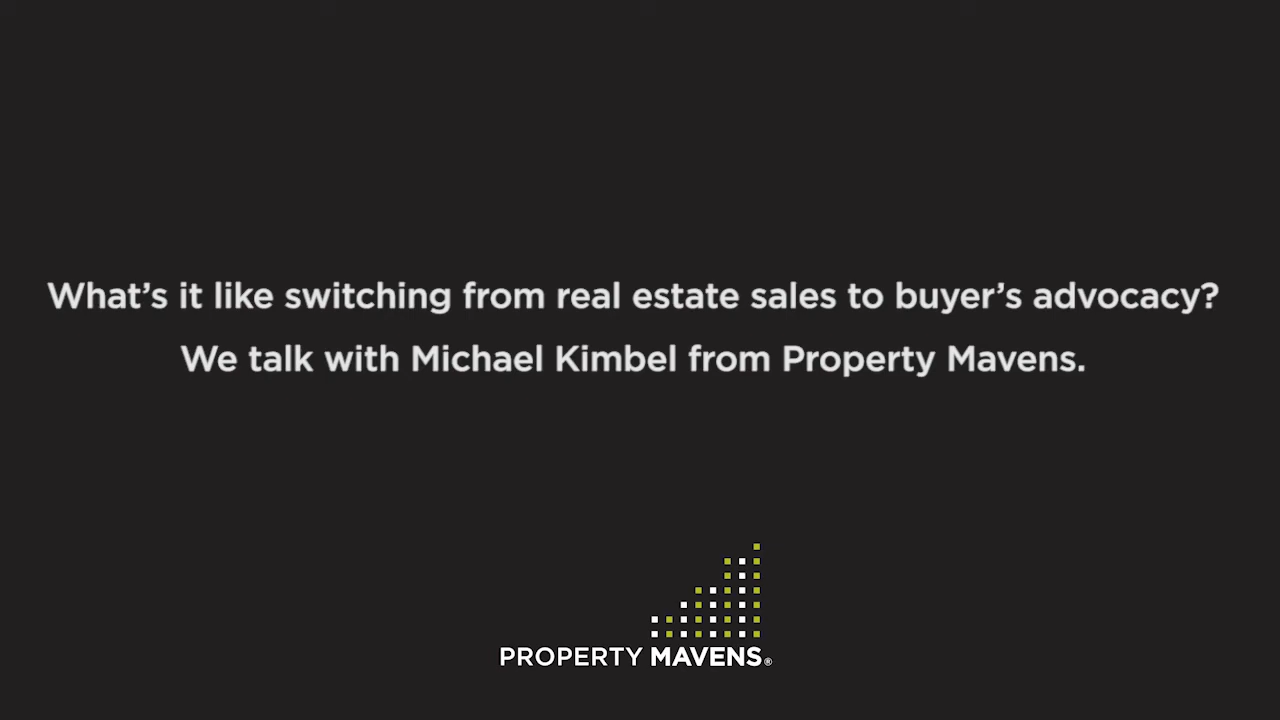 What’s it like switching from real estate sales to buyer’s advocacy?
We talk with Michael Kimbel from Property Mavens.
PROPERTY MAVENS®